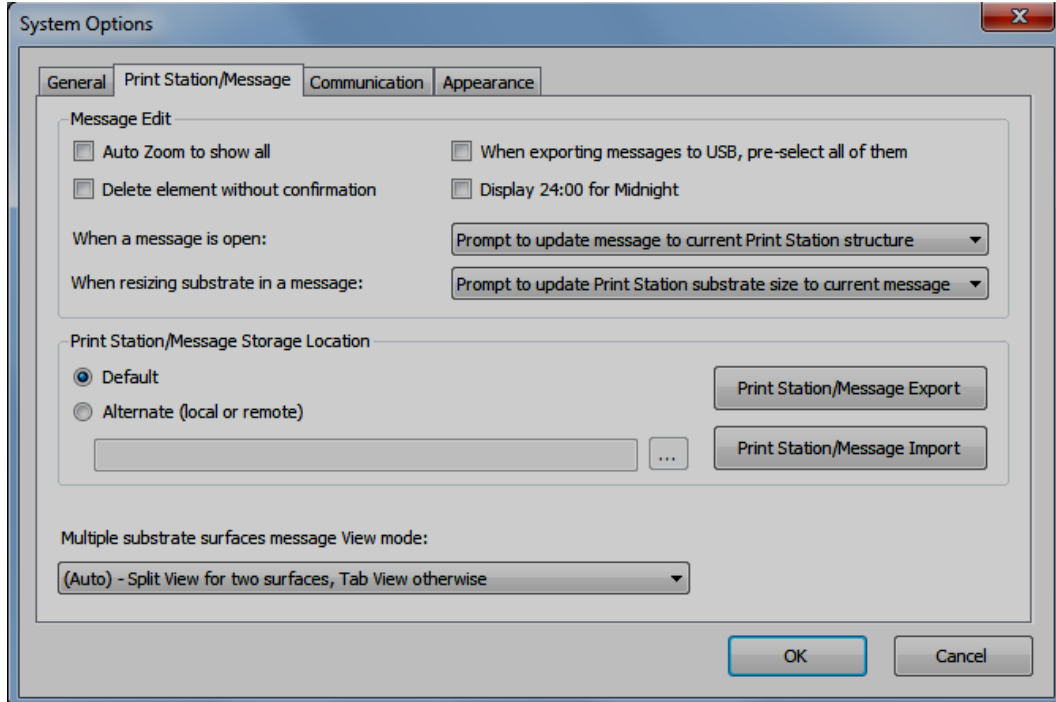 System Options
General Print Station/Message Communication Appearance
Message Edit
Auto Zoom to show all
When exporting messages to USB, pre-select all of them
Delete element without confirmation
Display 24:00 for Midnight
When a message is open:
Prompt to update message to current Print Station structure
When resizing substrate in a message:
Prompt to update Print Station substrate size to current message
Print Station/Message Storage Location
Default
Print Station/Message Export
Alternate (local or remote)
...
Print Station/Message Import
Multiple substrate surfaces message View mode:
(Auto) - Split View for two surfaces, Tab View otherwise
OK
Cancel